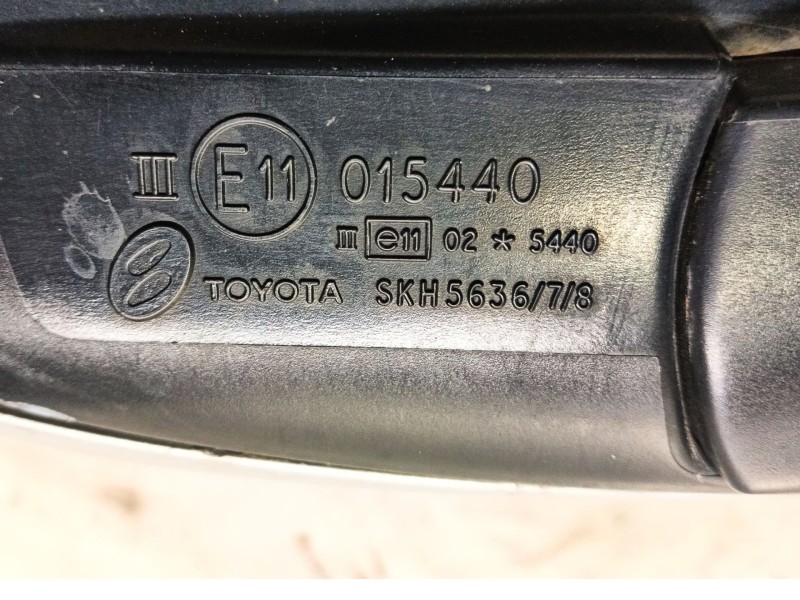 III E11 015440
III e11 02 * 5440
TOYOTA SKH5636/7/8